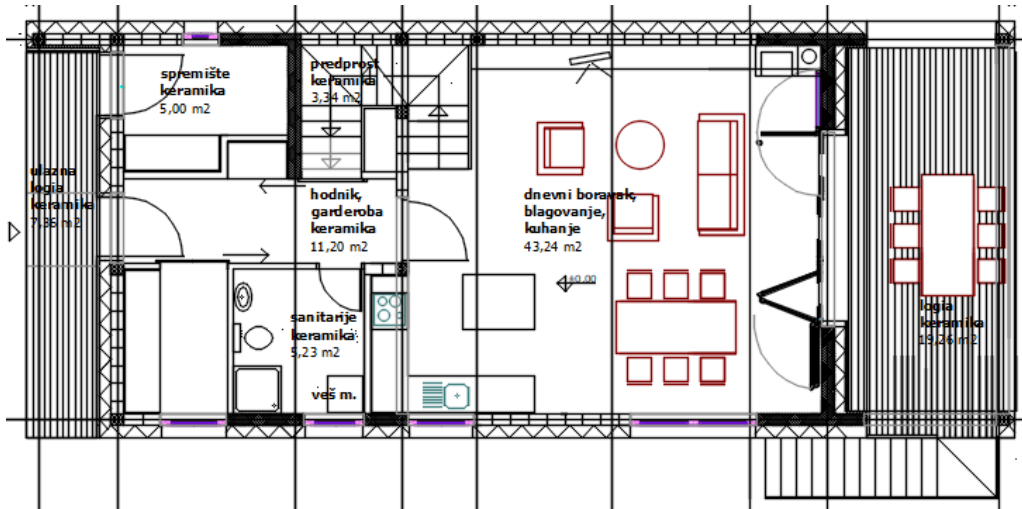 spremište
keramika
5,00 m2
predprost
keramika
3,34 m2
ulazna
logia
keramika
7,36 m2
hodnik,
garderoba
keramika
11,20 m2
dnevni boravak,
blagovanje,
kuhanje
43,24 m2
±0,00
sanitarije
keramika
5,23 m2
veš m.
logia
keramika
19,26 m2